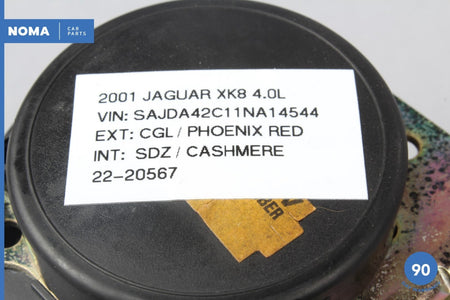 NOMA CAR PARTS
2001 JAGUAR XK8 4.0L
VIN: SAJDA42C11NA14544
EXT: CGL / PHOENIX RED
INT: SDZ / CASHMERE
22-20567
90